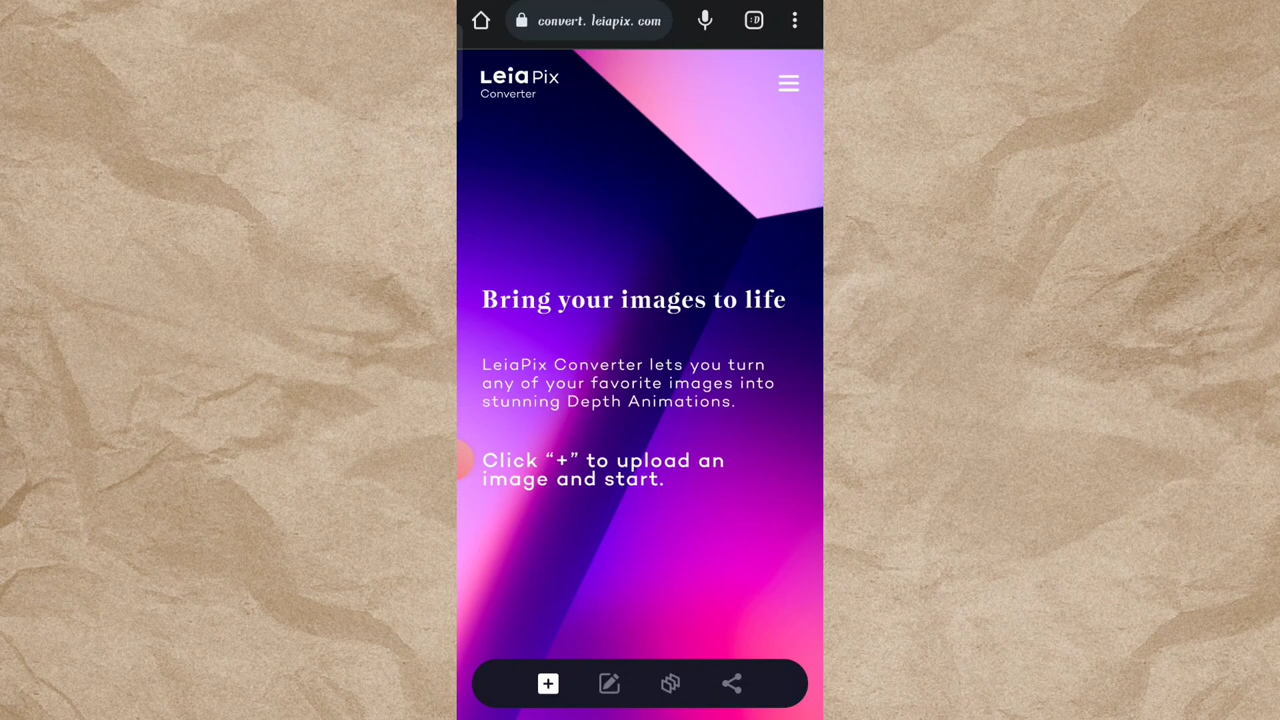 convert. leiapix. com
:D
Leia Pix
Converter
Bring your images to life
LeiaPix Converter lets you turn
any of your favorite images into
stunning Depth Animations.
Click “+” to upload an
image and start.